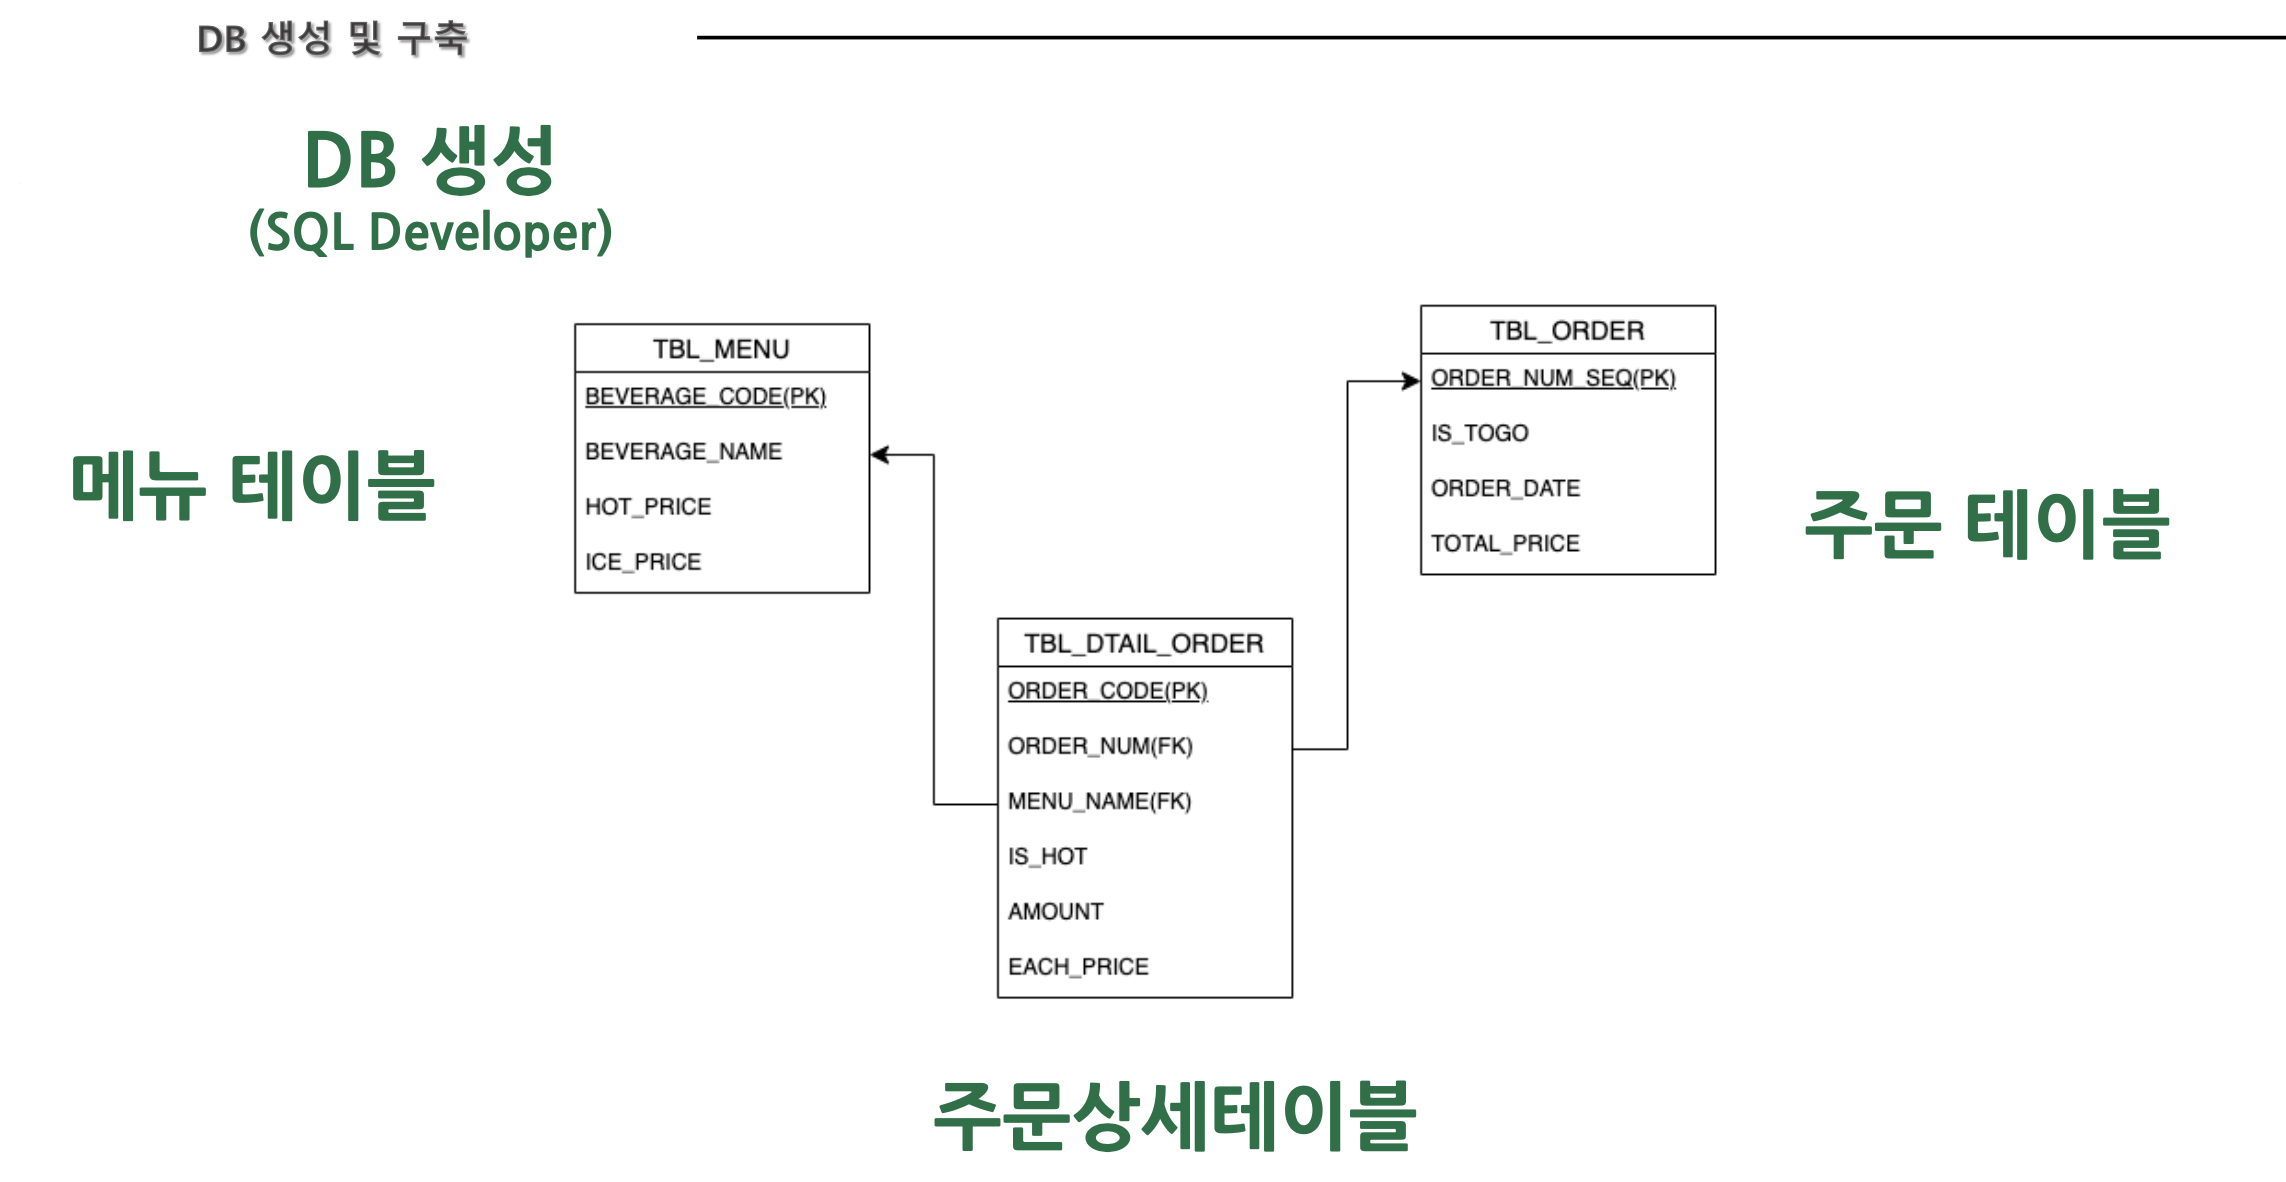 DB 생성 및 구축
DB 생성
(SQL Developer)
메뉴 테이블
TBL_MENU
BEVERAGE_CODE(PK)
BEVERAGE_NAME
HOT_PRICE
ICE_PRICE
TBL_ORDER
ORDER_NUM_SEQ(PK)
IS_TOGO
ORDER_DATE
TOTAL_PRICE
주문 테이블
TBL_DTAIL_ORDER
ORDER_CODE(PK)
ORDER_NUM(FK)
MENU_NAME(FK)
IS_HOT
AMOUNT
EACH_PRICE
주문상세테이블